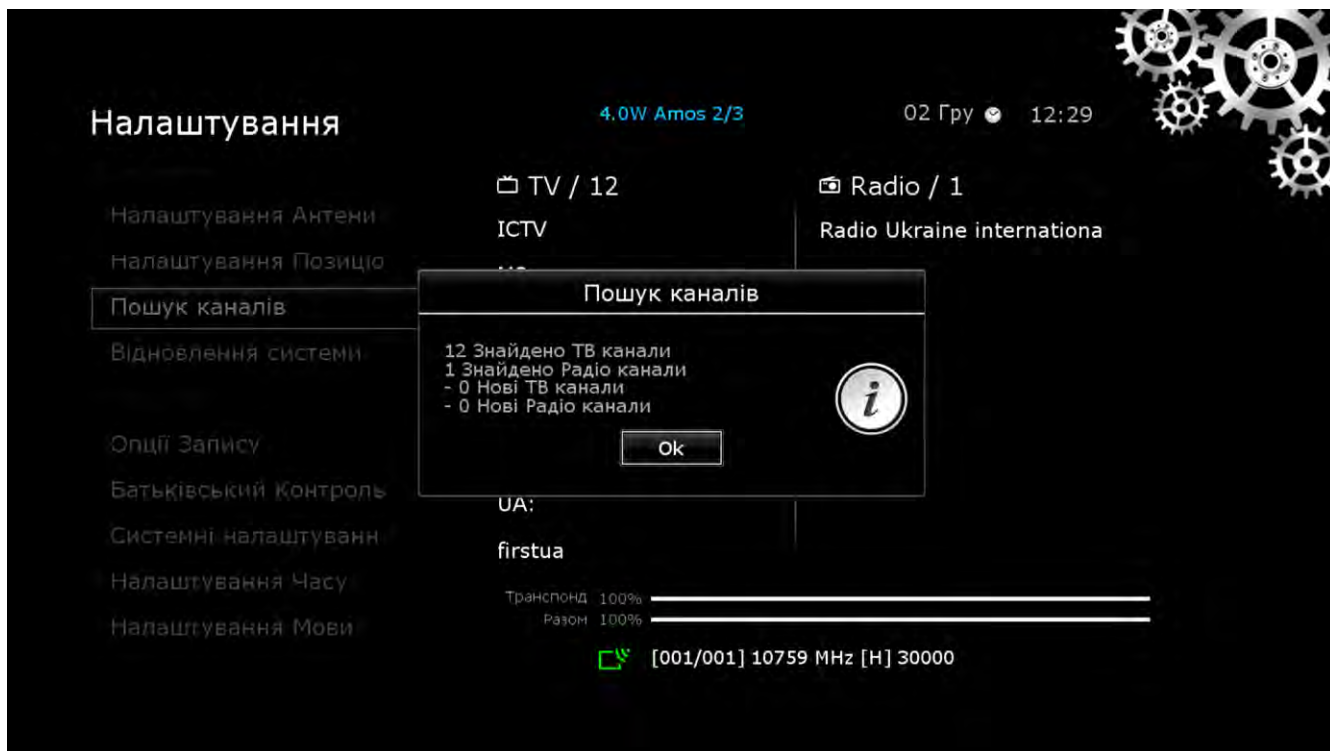 Налаштування
4.0W Amos 2/3
02 Гру 12:29
TV / 12
Radio / 1
Налаштування Антени
Налаштування Позиціо
Пошук каналів
Відновлення системи
Опції Запису
Батьківський Контроль
Системні налаштуванн
Налаштування Часу
Налаштування Мови
ICTV
Radio Ukraine internationa
Пошук каналів
12 Знайдено ТВ канали
1 Знайдено Радіо канали
- 0 Нові ТВ канали
- 0 Нові Радіо канали
Ok
UA:
firstua
Транспонд 100%
Разом 100%
[001/001] 10759 MHz [H] 30000